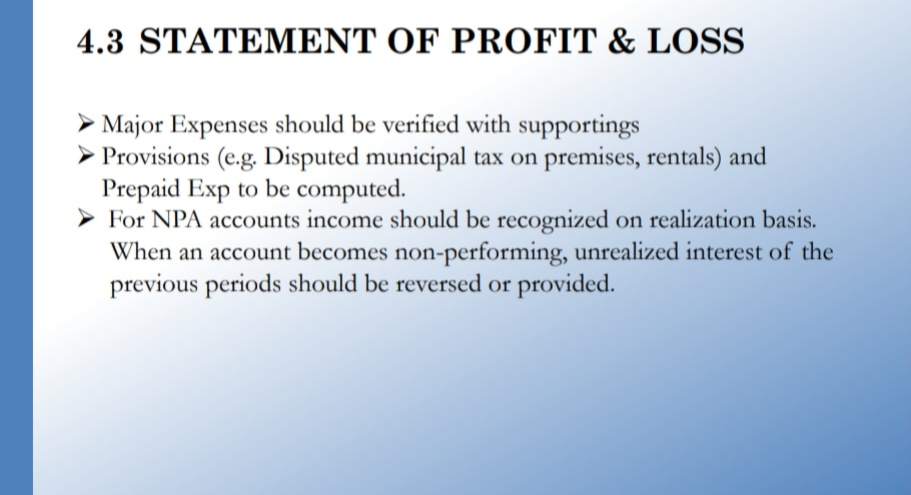 4.3 STATEMENT OF PROFIT & LOSS
➢ Major Expenses should be verified with supportings
➢ Provisions (e.g. Disputed municipal tax on premises, rentals) and
Prepaid Exp to be computed.
➢ For NPA accounts income should be recognized on realization basis.
When an account becomes non-performing, unrealized interest of the
previous periods should be reversed or provided.